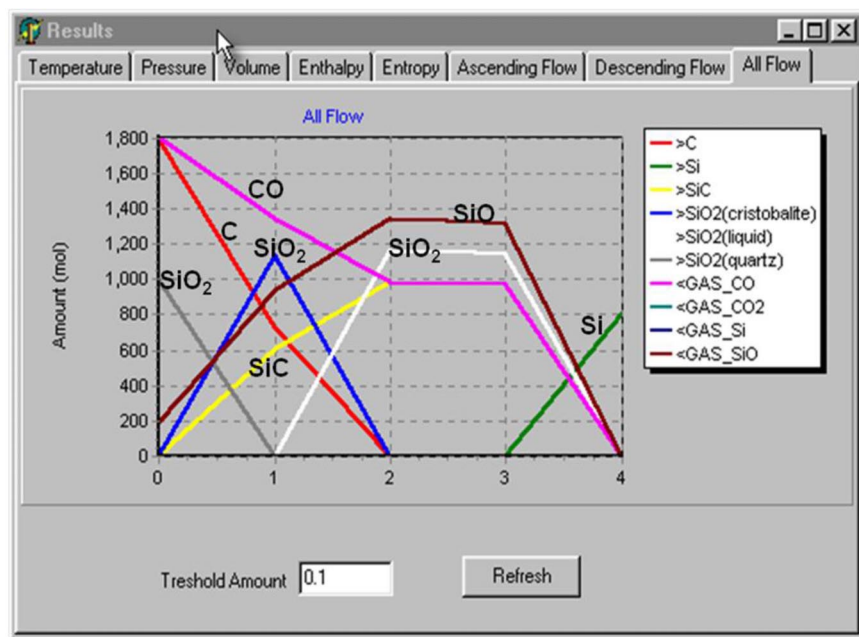 Results
Temperature Pressure Volume Enthalpy Entropy Ascending Flow Descending Flow All Flow
All Flow
Amount (mol)
1,800
1,600
1,400
1,200
1,000
800
600
400
200
0
0 1 2 3 4
CO
C
SiO2
SiO2
SiC
SiO2
SiO
Si
>C
>Si
>SiC
>SiO2(cristobalite)
>SiO2(liquid)
>SiO2(quartz)
<GAS_CO
<GAS_CO2
<GAS_Si
<GAS_SiO
Treshold Amount 0.1 Refresh